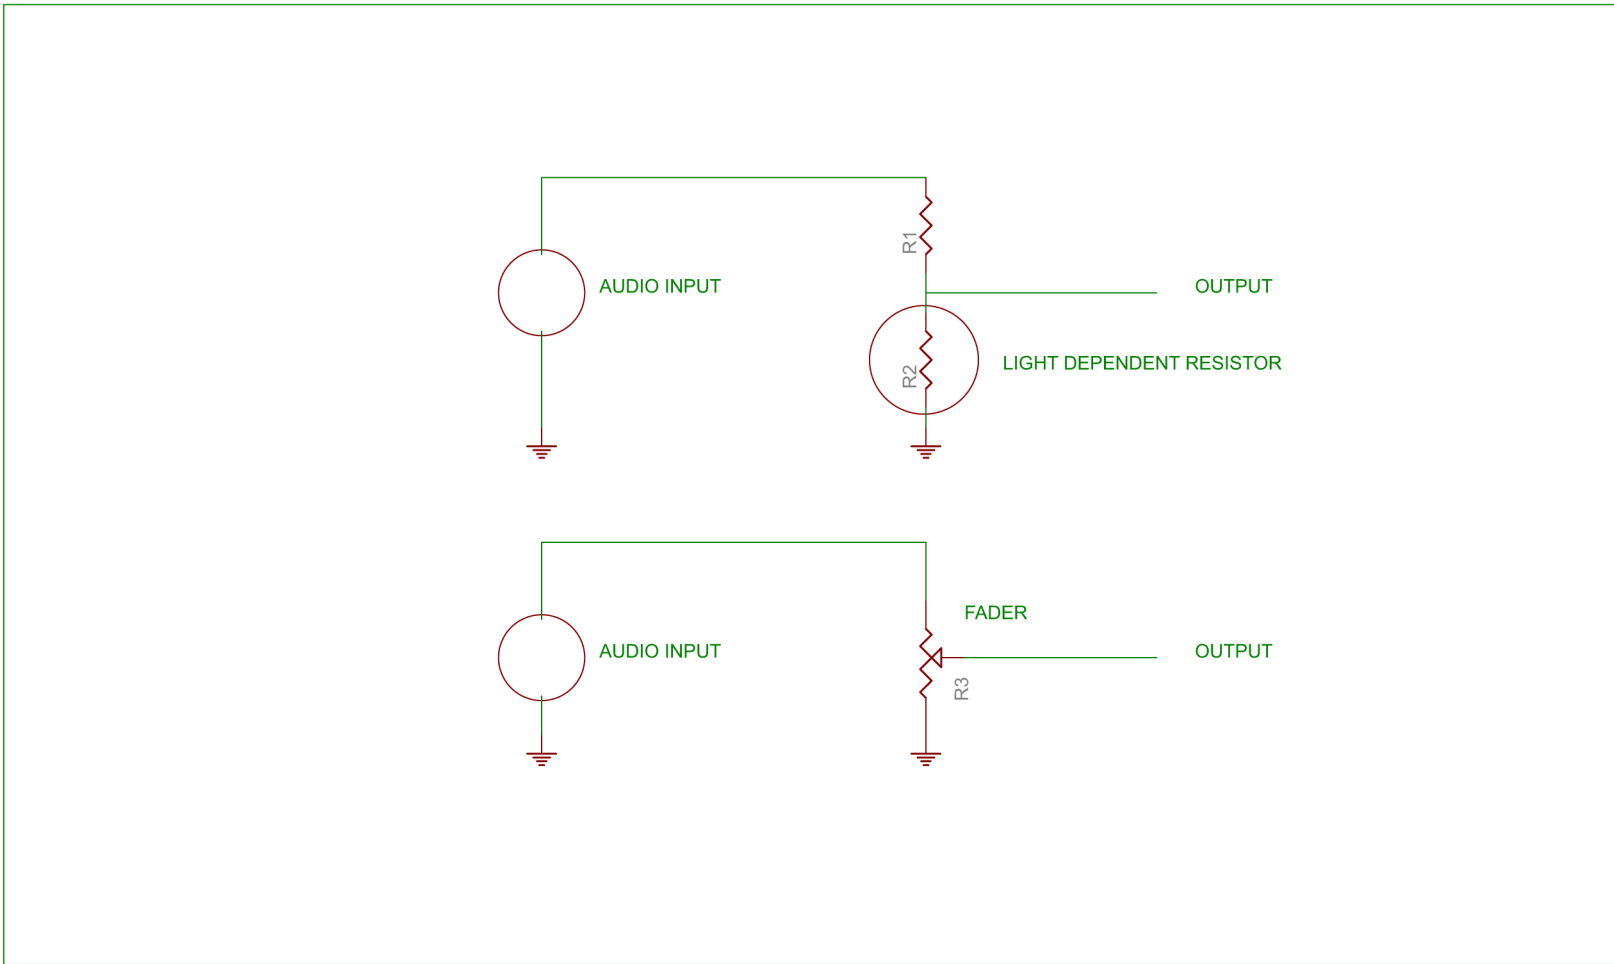 R1
AUDIO INPUT
OUTPUT
R2
LIGHT DEPENDENT RESISTOR
FADER
AUDIO INPUT
OUTPUT
R3